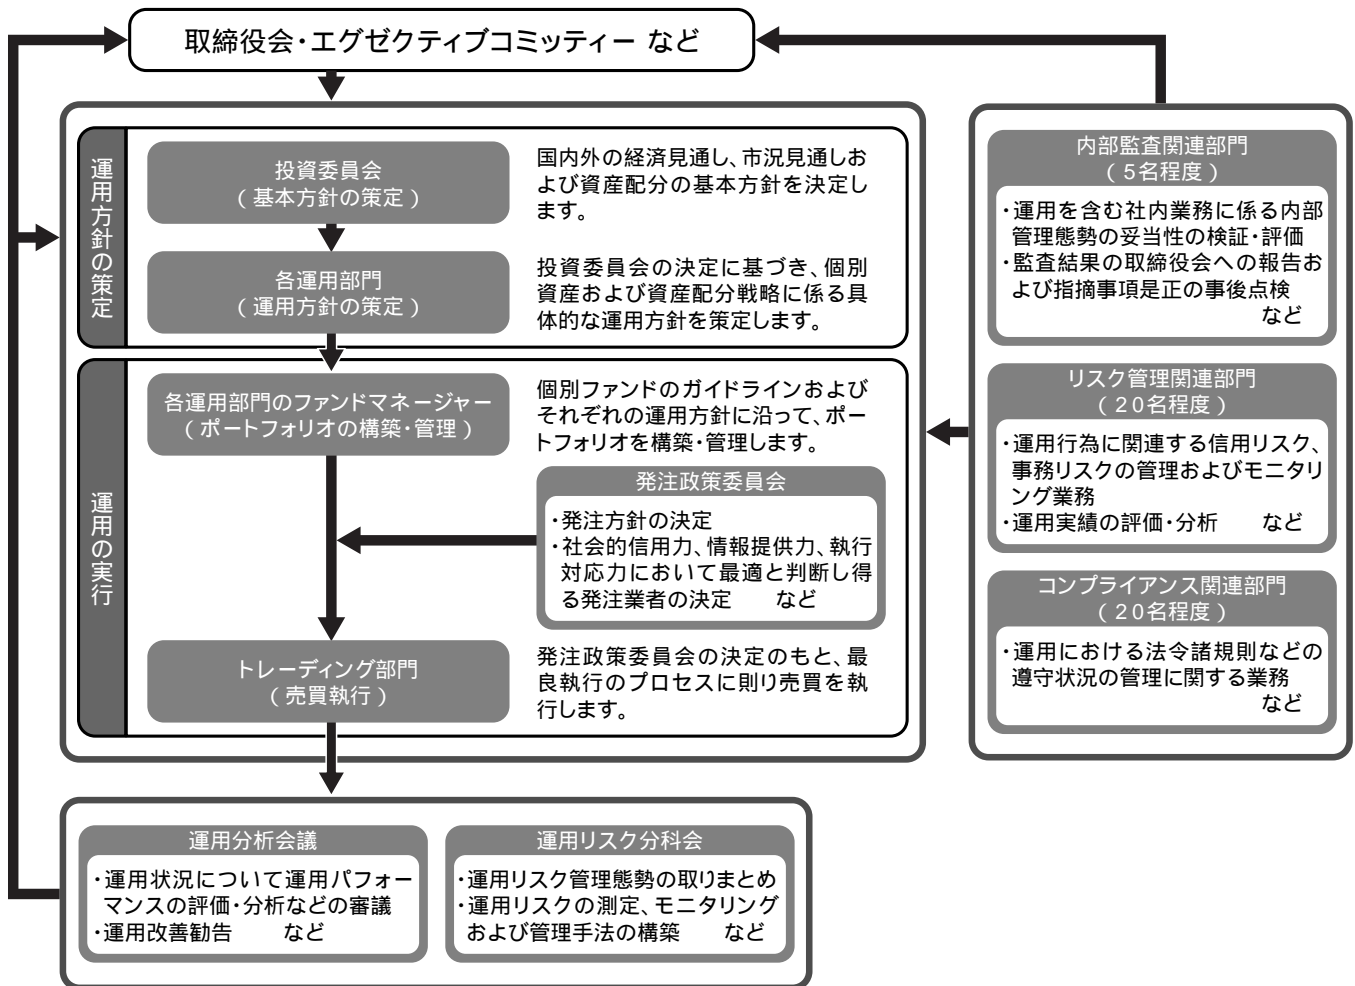 取締役会・エグゼクティブコミッティー など
運用方針の策定
投資委員会
（基本方針の策定）
国内外の経済見通し、市況見通しお
よび資産配分の基本方針を決定し
ます。
各運用部門
（運用方針の策定）
投資委員会の決定に基づき、個別
資産および資産配分戦略に係る具
体的な運用方針を策定します。
運用の実行
各運用部門のファンドマネージャー
（ポートフォリオの構築・管理）
個別ファンドのガイドラインおよび
それぞれの運用方針に沿って、ポー
トフォリオを構築・管理します。
発注政策委員会
・発注方針の決定
・社会的信用力、情報提供力、執行
対応力において最適と判断し得
る発注業者の決定 など
トレーディング部門
（売買執行）
発注政策委員会の決定のもと、最
良執行のプロセスに則り売買を執
行します。
内部監査関連部門
（5名程度）
・運用を含む社内業務に係る内部
管理態勢の妥当性の検証・評価
・監査結果の取締役会への報告お
よび指摘事項是正の事後点検
など
リスク管理関連部門
（20名程度）
・運用行為に関連する信用リスク、
事務リスクの管理およびモニタリ
ング業務
・運用実績の評価・分析 など
コンプライアンス関連部門
（20名程度）
・運用における法令諸規則などの
遵守状況の管理に関する業務
など
運用分析会議
・運用状況について運用パフォー
マンスの評価・分析などの審議
・運用改善勧告 など
運用リスク分科会
・運用リスク管理態勢の取りまとめ
・運用リスクの測定、モニタリング
および管理手法の構築 など